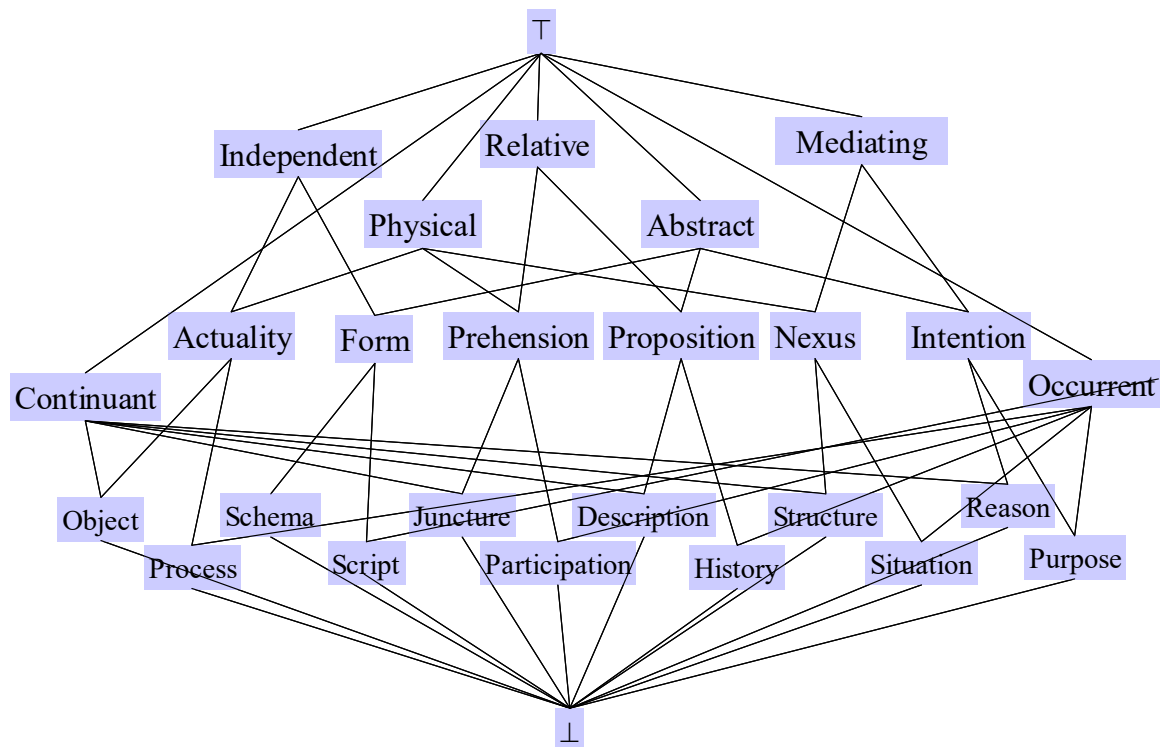 ⊤
Independent
Relative
Mediating
Physical
Abstract
Actuality
Form
Prehension
Proposition
Nexus
Intention
Continuant
Occurrent
Object
Schema
Juncture
Description
Structure
Reason
Process
Script
Participation
History
Situation
Purpose
⊥